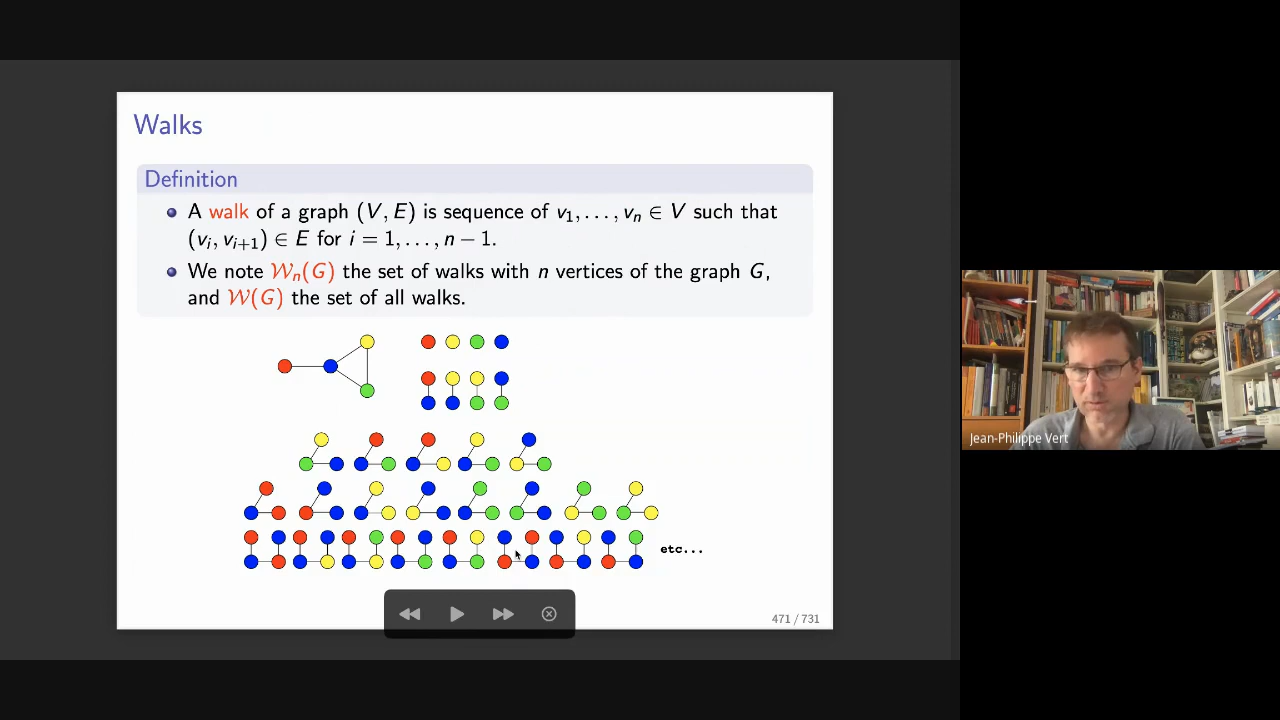 Walks
Definition
A walk of a graph (V, E) is sequence of v₁, . . . , vₙ ∈ V such that
(vᵢ, vᵢ₊₁) ∈ E for i = 1, . . . , n − 1.
We note 𝒲ₙ(G) the set of walks with n vertices of the graph G,
and 𝒲(G) the set of all walks.
etc...
471 / 731
Jean-Philippe Vert